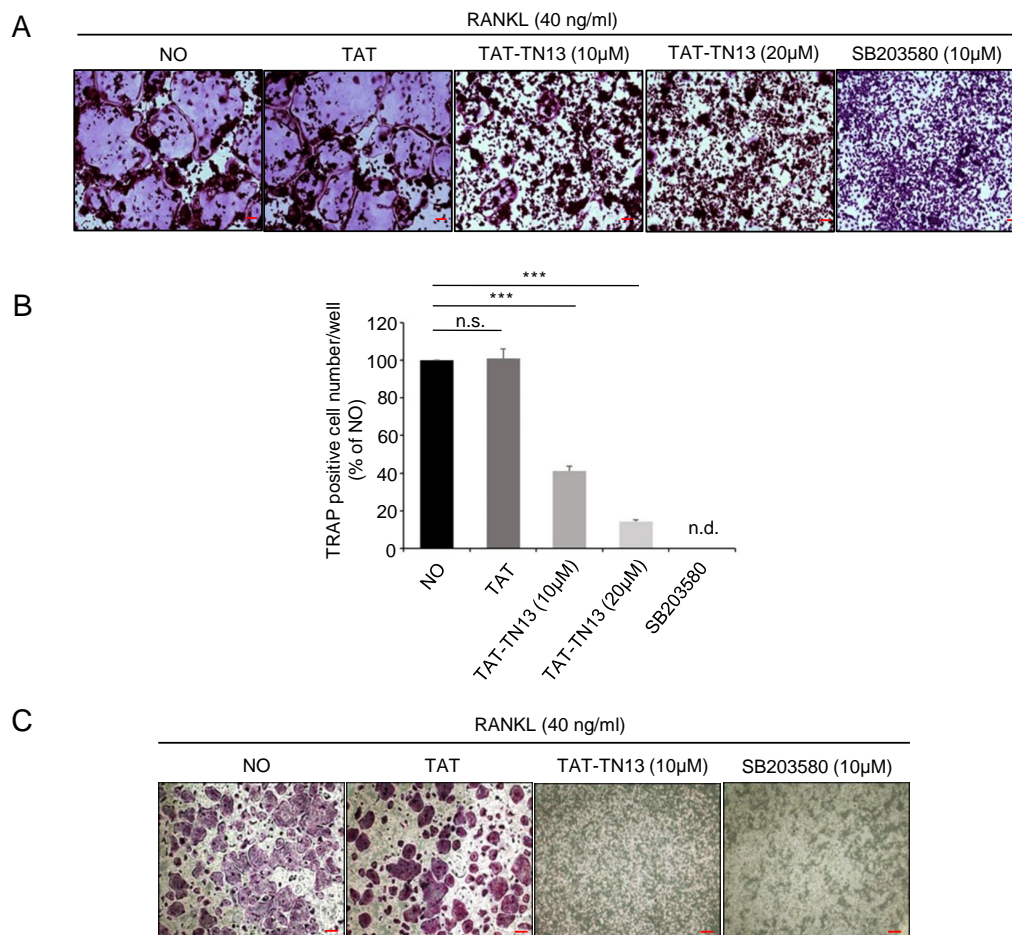 A
RANKL (40 ng/ml)
NO TAT TAT-TN13 (10µM) TAT-TN13 (20µM) SB203580 (10µM)
B
***
***
n.s.
120
100
80
60
40
20
0
TRAP positive cell number/well
(% of NO)
n.d.
NO
TAT
TAT-TN13 (10µM)
TAT-TN13 (20µM)
SB203580
C
RANKL (40 ng/ml)
NO TAT TAT-TN13 (10µM) SB203580 (10µM)